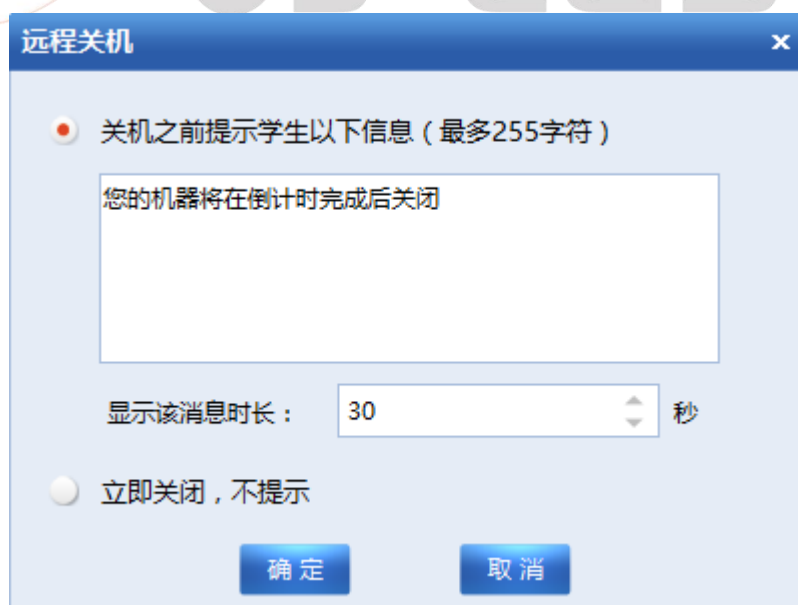 远程关机
关机之前提示学生以下信息（最多255字符）
您的机器将在倒计时完成后关闭
显示该消息时长： 30 秒
立即关闭，不提示
确定 取消